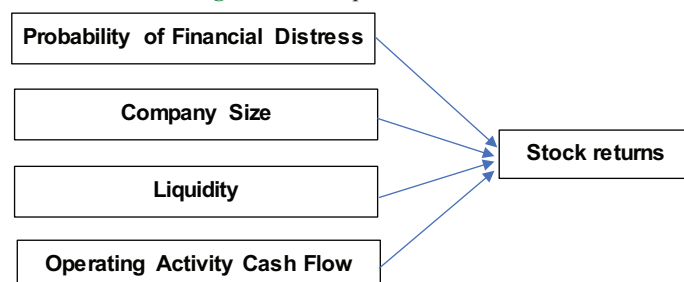 Probability of Financial Distress
Company Size
Stock returns
Liquidity
Operating Activity Cash Flow